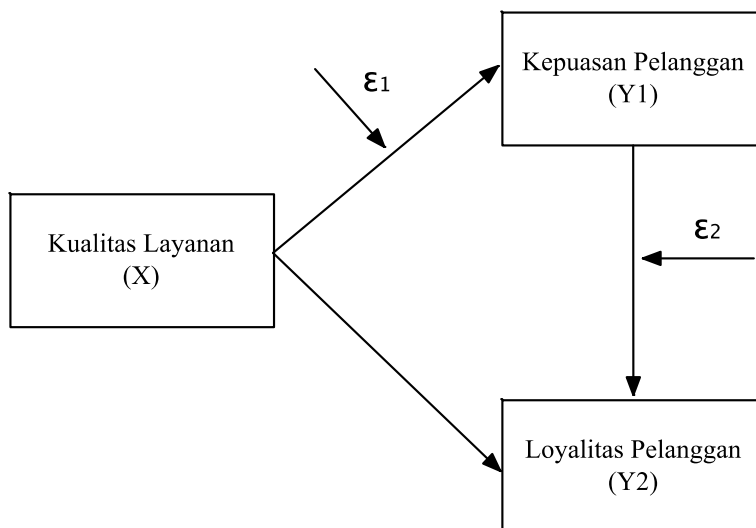 Kepuasan Pelanggan
(Y1)
ε1
Kualitas Layanan
(X)
ε2
Loyalitas Pelanggan
(Y2)